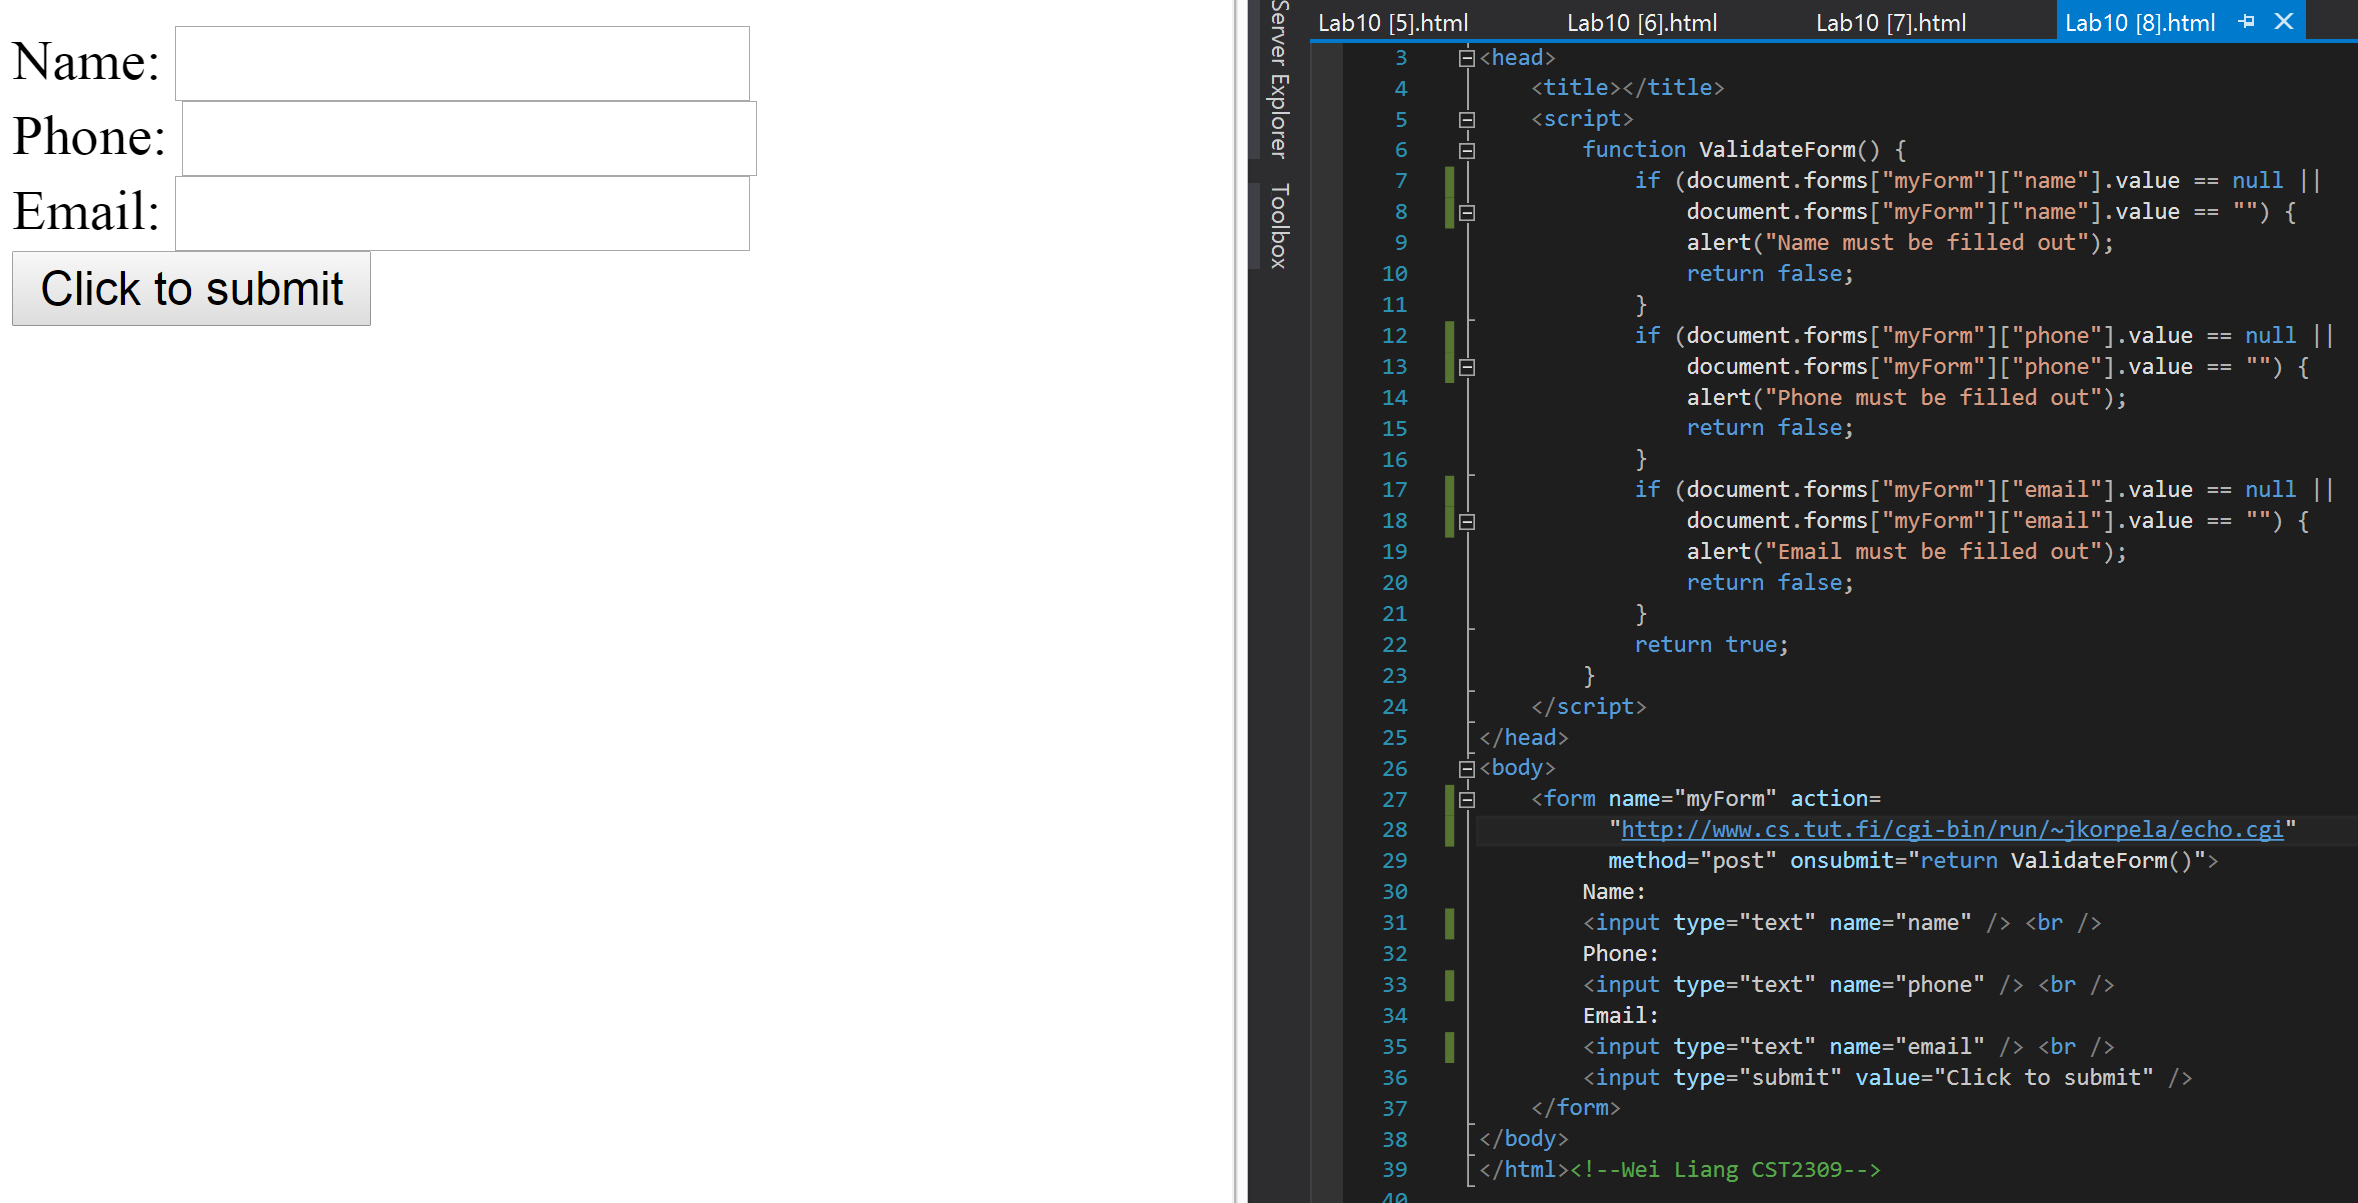 Name:
Phone:
Email:
Click to submit
Server Explorer
Toolbox
Lab10 [5].html Lab10 [6].html Lab10 [7].html Lab10 [8].html
3 <head>
4 <title></title>
5 <script>
6 function ValidateForm() {
7 if (document.forms["myForm"]["name"].value == null ||
8 document.forms["myForm"]["name"].value == "") {
9 alert("Name must be filled out");
10 return false;
11 }
12 if (document.forms["myForm"]["phone"].value == null ||
13 document.forms["myForm"]["phone"].value == "") {
14 alert("Phone must be filled out");
15 return false;
16 }
17 if (document.forms["myForm"]["email"].value == null ||
18 document.forms["myForm"]["email"].value == "") {
19 alert("Email must be filled out");
20 return false;
21 }
22 return true;
23 }
24 </script>
25 </head>
26 <body>
27 <form name="myForm" action=
28 "http://www.cs.tut.fi/cgi-bin/run/~jkorpela/echo.cgi"
29 method="post" onsubmit="return ValidateForm()">
30 Name:
31 <input type="text" name="name" /> <br />
32 Phone:
33 <input type="text" name="phone" /> <br />
34 Email:
35 <input type="text" name="email" /> <br />
36 <input type="submit" value="Click to submit" />
37 </form>
38 </body>
39 </html><!--Wei Liang CST2309-->
40